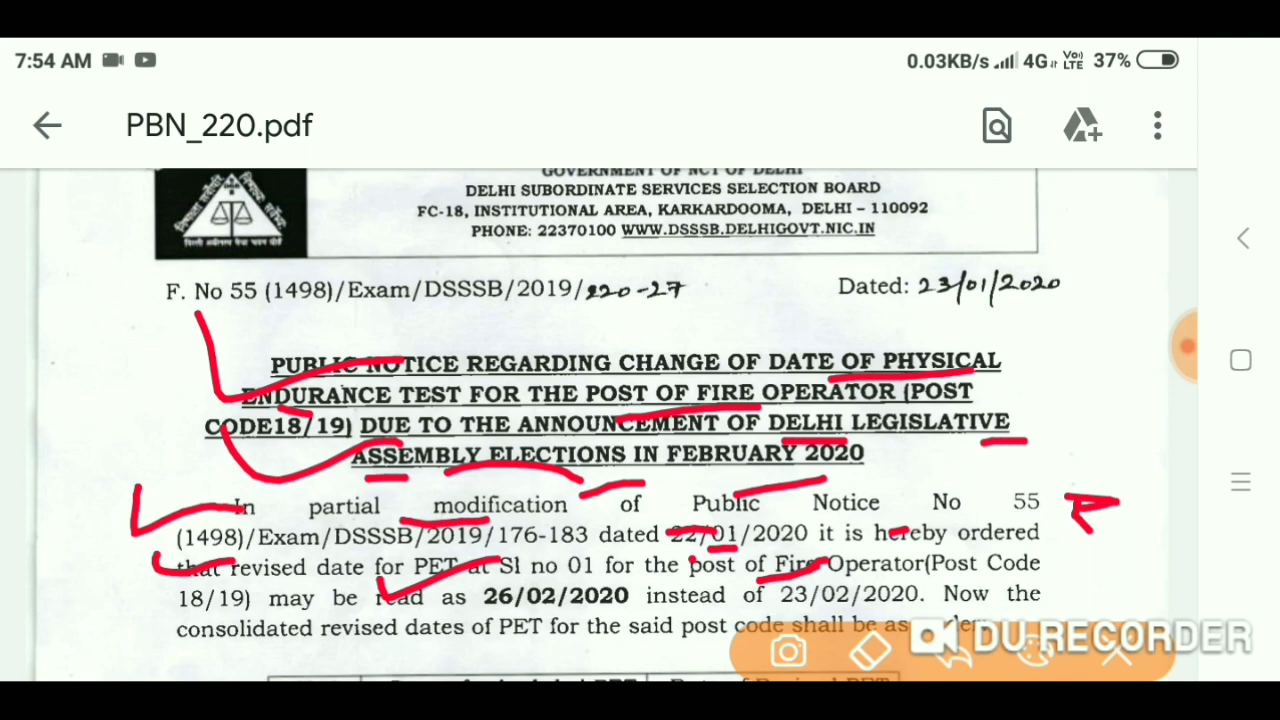 7:54 AM
0.03KB/s 4G Vo) LTE 37%
PBN_220.pdf
GOVERNMENT OF NCT OF DELHI
DELHI SUBORDINATE SERVICES SELECTION BOARD
FC-18, INSTITUTIONAL AREA, KARKARDOOMA, DELHI – 110092
PHONE: 22370100 WWW.DSSSB.DELHIGOVT.NIC.IN
F. No 55 (1498)/Exam/DSSSB/2019/220-27 Dated: 23/01/2020
PUBLIC NOTICE REGARDING CHANGE OF DATE OF PHYSICAL
ENDURANCE TEST FOR THE POST OF FIRE OPERATOR (POST
CODE18/19) DUE TO THE ANNOUNCEMENT OF DELHI LEGISLATIVE
ASSEMBLY ELECTIONS IN FEBRUARY 2020
In partial modification of Public Notice No 55
(1498)/Exam/DSSSB/2019/176-183 dated 22/01/2020 it is hereby ordered
that revised date for PET at Sl no 01 for the post of Fire Operator(Post Code
18/19) may be read as 26/02/2020 instead of 23/02/2020. Now the
consolidated revised dates of PET for the said post code shall be as
DU RECORDER